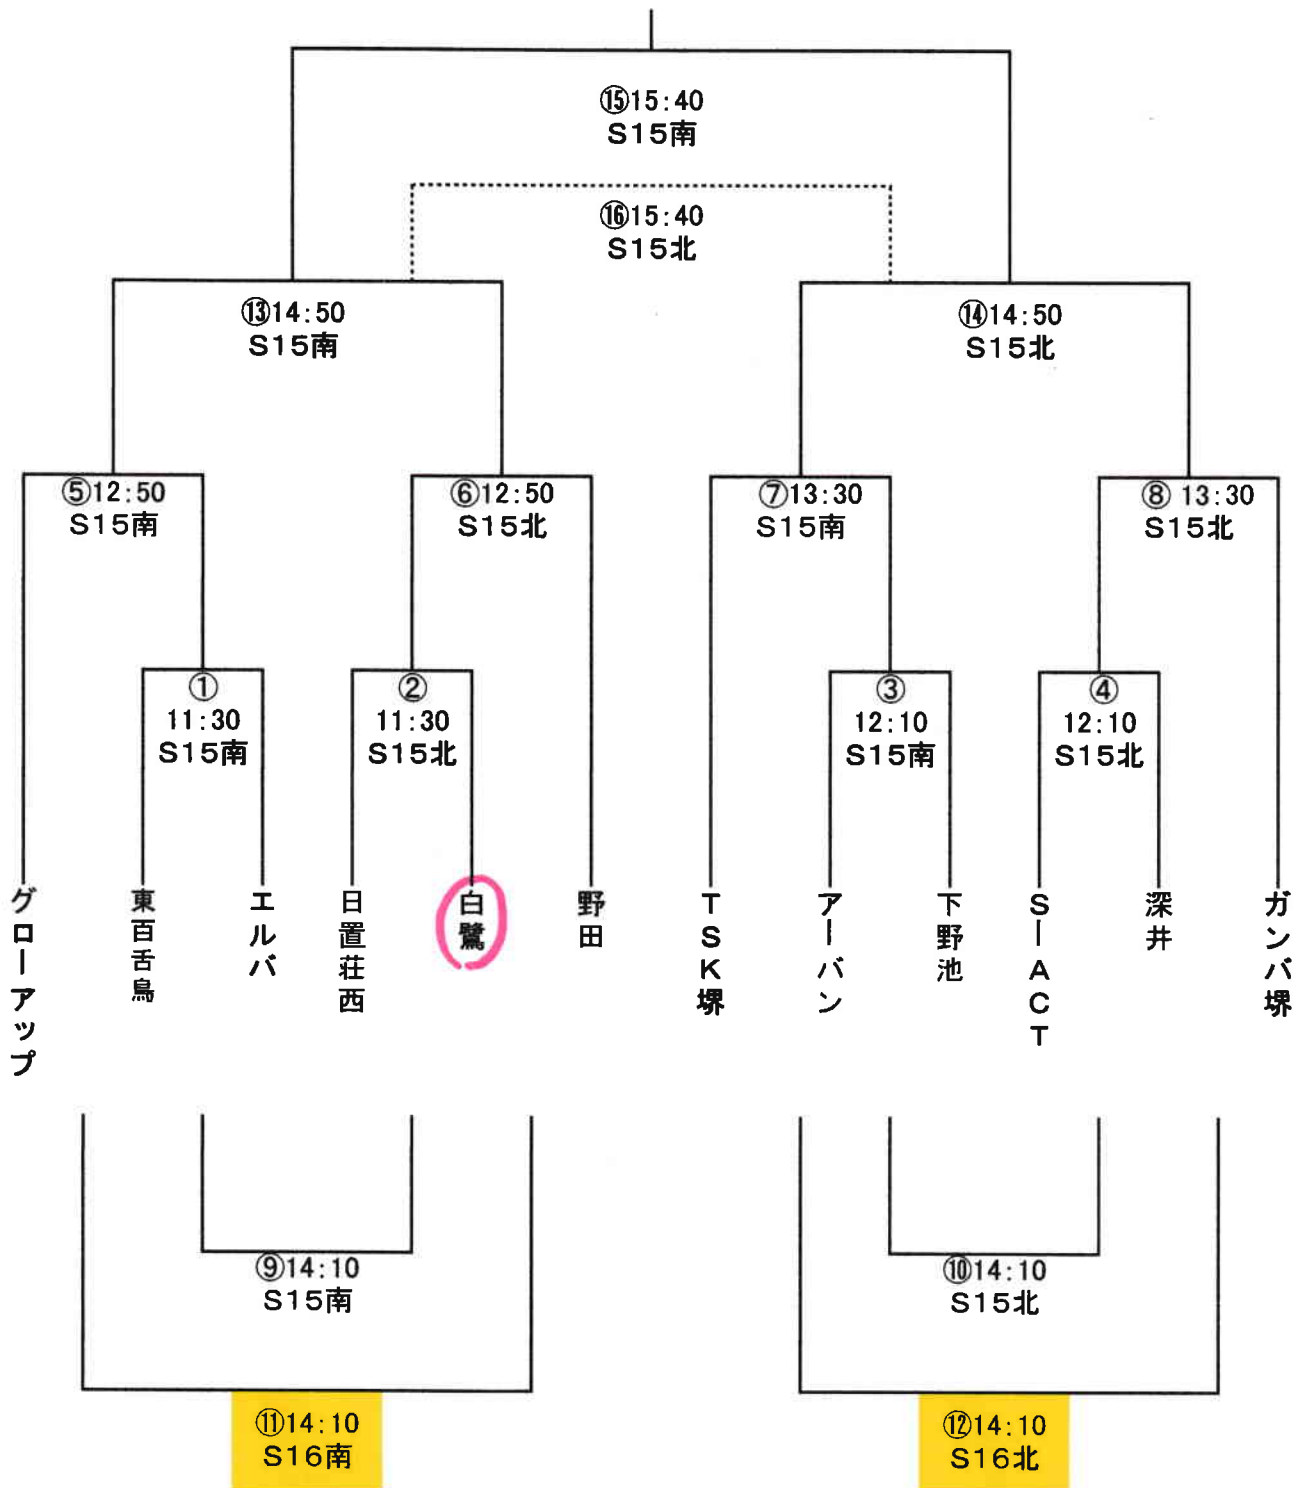 ⑮15:40
S15南
⑯15:40
S15北
⑬14:50
S15南
⑭14:50
S15北
⑤12:50
S15南
⑥12:50
S15北
⑦13:30
S15南
⑧ 13:30
S15北
①
11:30
S15南
②
11:30
S15北
③
12:10
S15南
④
12:10
S15北
グローアップ
東百舌鳥
エルバ
日置荘西
白鷺
野田
TSK堺
アーバン
下野池
S−ACT
深井
ガンバ堺
⑨14:10
S15南
⑩14:10
S15北
⑪14:10
S16南
⑫14:10
S16北